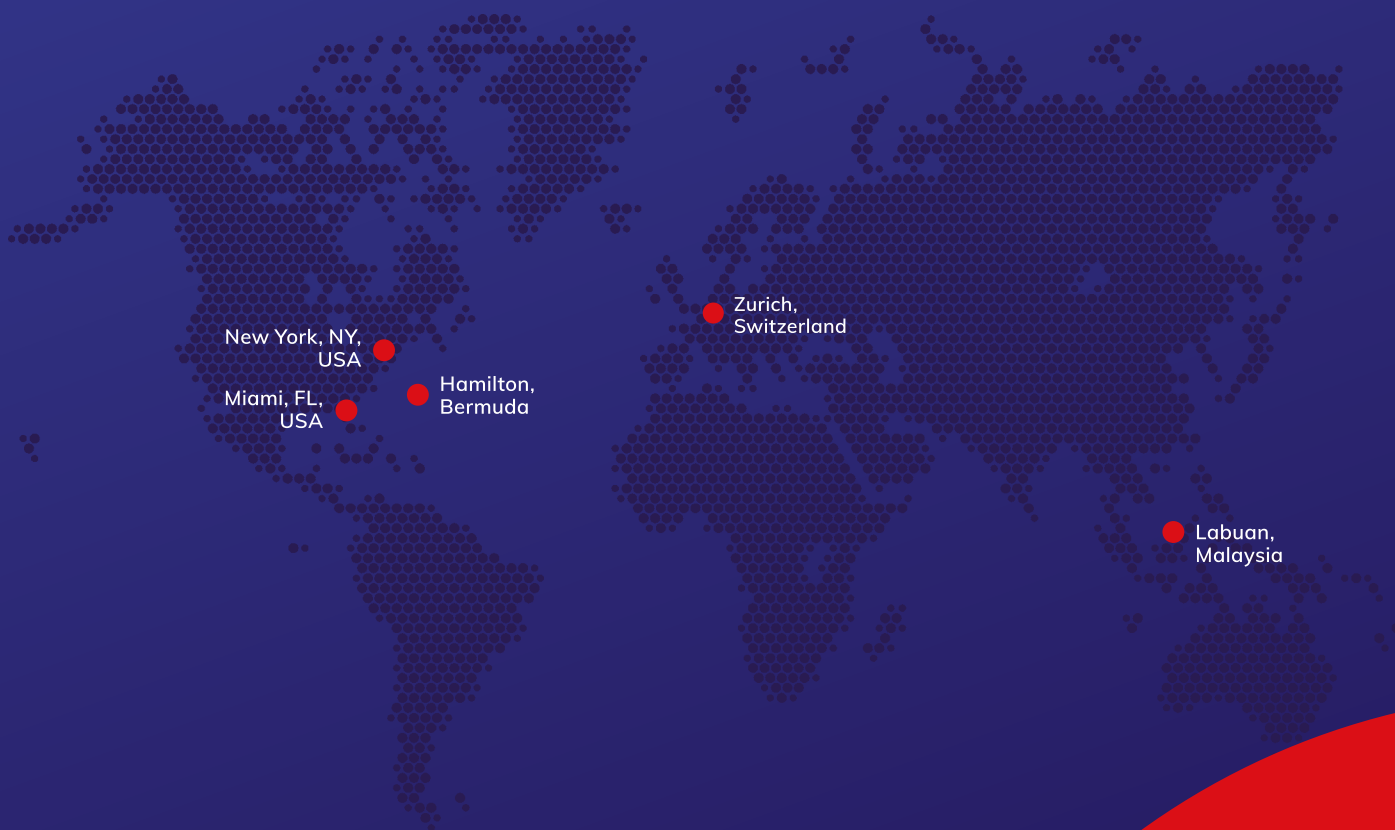 Zurich,
Switzerland
New York, NY,
USA
Hamilton,
Bermuda
Miami, FL,
USA
Labuan,
Malaysia